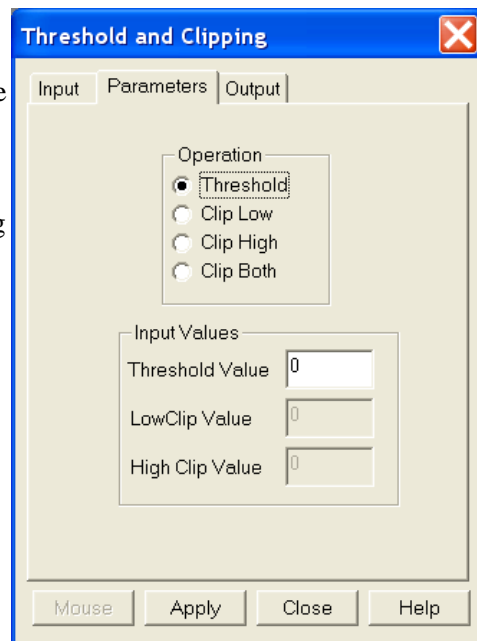 Threshold and Clipping
Input Parameters Output
Operation
Threshold
Clip Low
Clip High
Clip Both
Input Values
Threshold Value 0
LowClip Value 0
High Clip Value 0
Mouse Apply Close Help